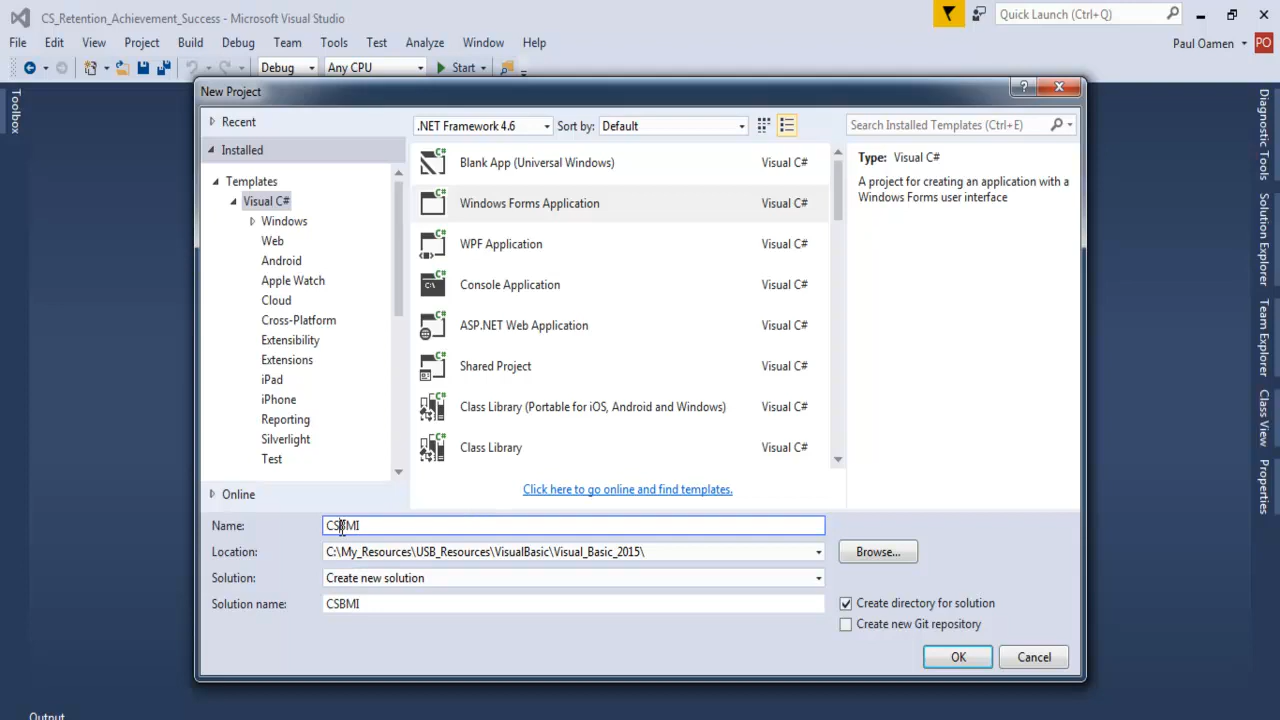 CS_Retention_Achievement_Success - Microsoft Visual Studio
Quick Launch (Ctrl+Q)
File Edit View Project Build Debug Team Tools Test Analyze Window Help
Paul Oamen PO
Debug Any CPU Start
Toolbox
New Project
Recent
.NET Framework 4.6 Sort by: Default
Search Installed Templates (Ctrl+E)
Installed
Templates
Visual C#
Windows
Web
Android
Apple Watch
Cloud
Cross-Platform
Extensibility
Extensions
iPad
iPhone
Reporting
Silverlight
Test
Online
Blank App (Universal Windows) Visual C#
Windows Forms Application Visual C#
WPF Application Visual C#
Console Application Visual C#
ASP.NET Web Application Visual C#
Shared Project Visual C#
Class Library (Portable for iOS, Android and Windows) Visual C#
Class Library Visual C#
Click here to go online and find templates.
Type: Visual C#
A project for creating an application with a
Windows Forms user interface
Name: CSBMI
Location: C:\My_Resources\USB_Resources\VisualBasic\Visual_Basic_2015\
Browse...
Solution: Create new solution
Solution name: CSBMI
Create directory for solution
Create new Git repository
OK Cancel
Diagnostic Tools
Solution Explorer
Team Explorer
Class View
Properties
Output